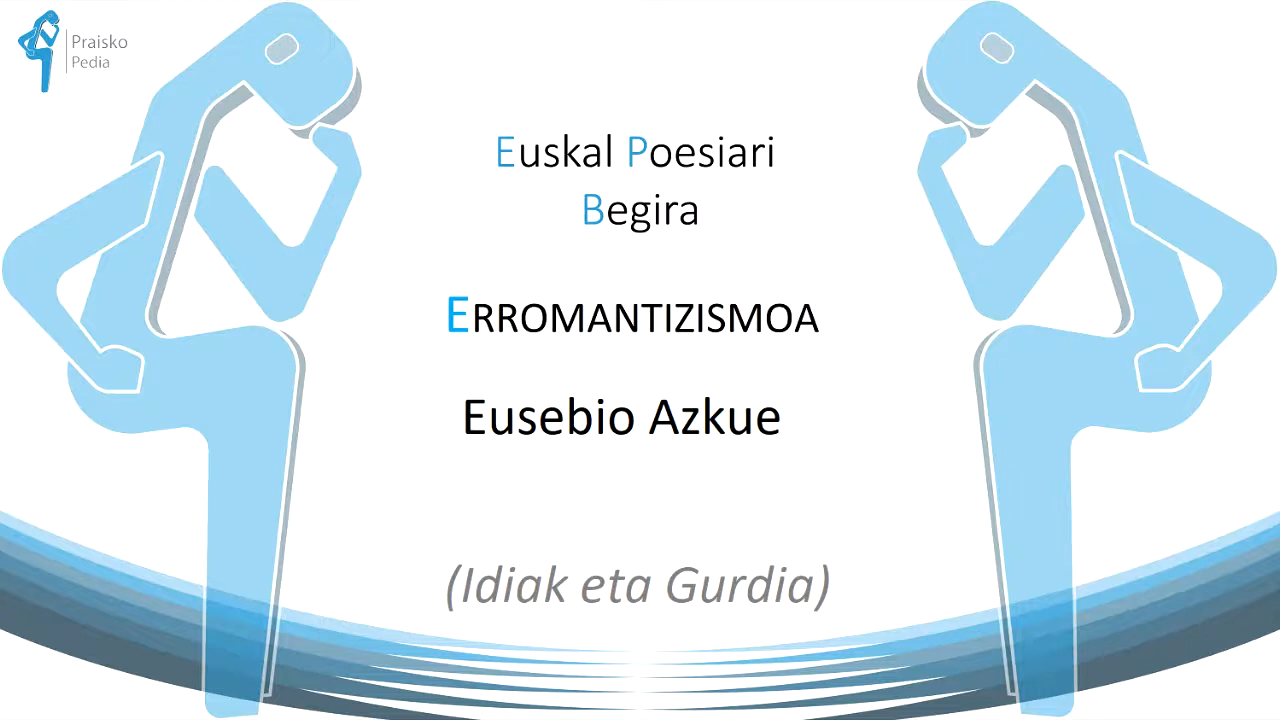 Praisko
Pedia
Euskal Poesiari
Begira
ERROMANTIZISMOA
Eusebio Azkue
(Idiak eta Gurdia)